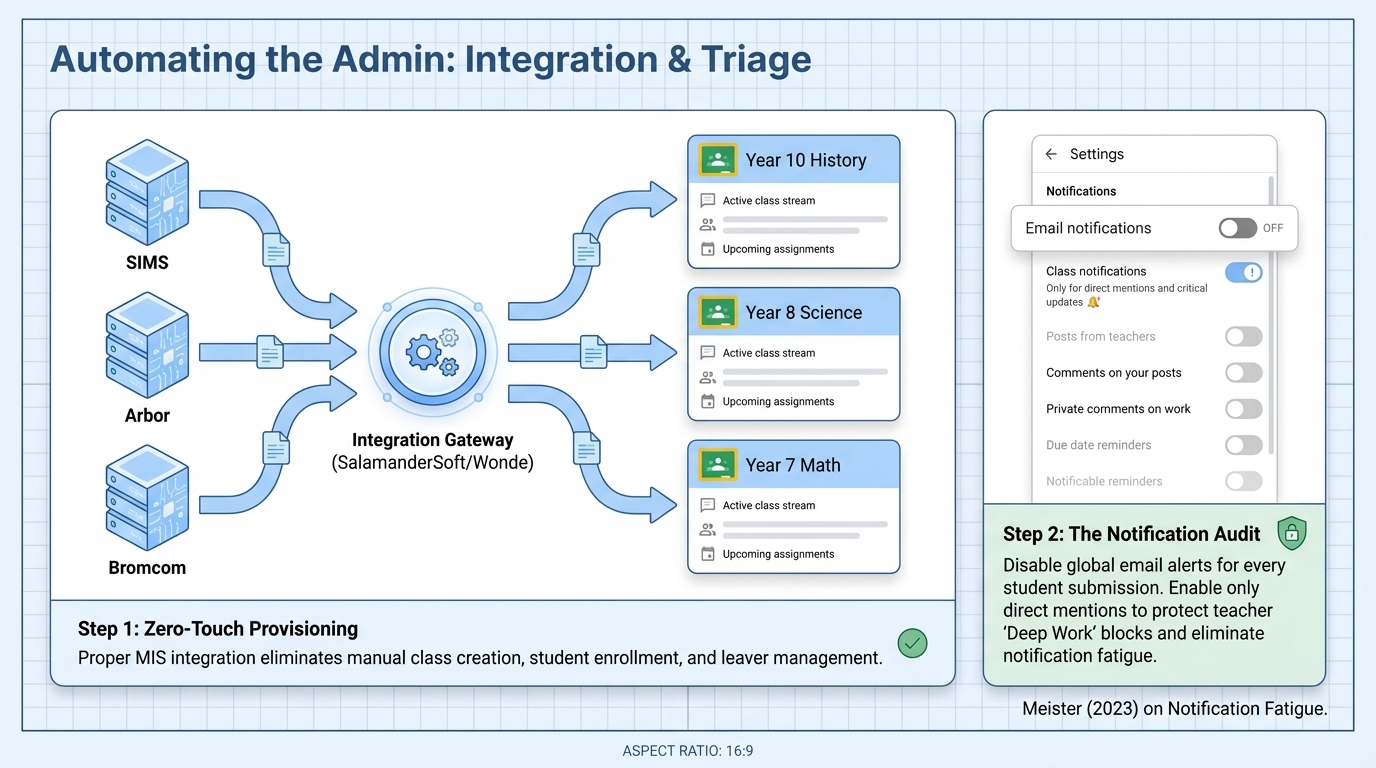 Automating the Admin: Integration & Triage
SIMS
Arbor
Bromcom
Integration Gateway
(SalamanderSoft/Wonde)
Year 10 History
Active class stream
Upcoming assignments
Year 8 Science
Active class stream
Upcoming assignments
Year 7 Math
Active class stream
Upcoming assignments
Step 1: Zero-Touch Provisioning
Proper MIS integration eliminates manual class creation, student enrollment, and leaver management.
Settings
Notifications
Email notifications OFF
Class notifications
Only for direct mentions and critical
updates
Posts from teachers
Comments on your posts
Private comments on work
Due date reminders
Notifiable reminders
Step 2: The Notification Audit
Disable global email alerts for every
student submission. Enable only
direct mentions to protect teacher
‘Deep Work’ blocks and eliminate
notification fatigue.
Meister (2023) on Notification Fatigue.
ASPECT RATIO: 16:9